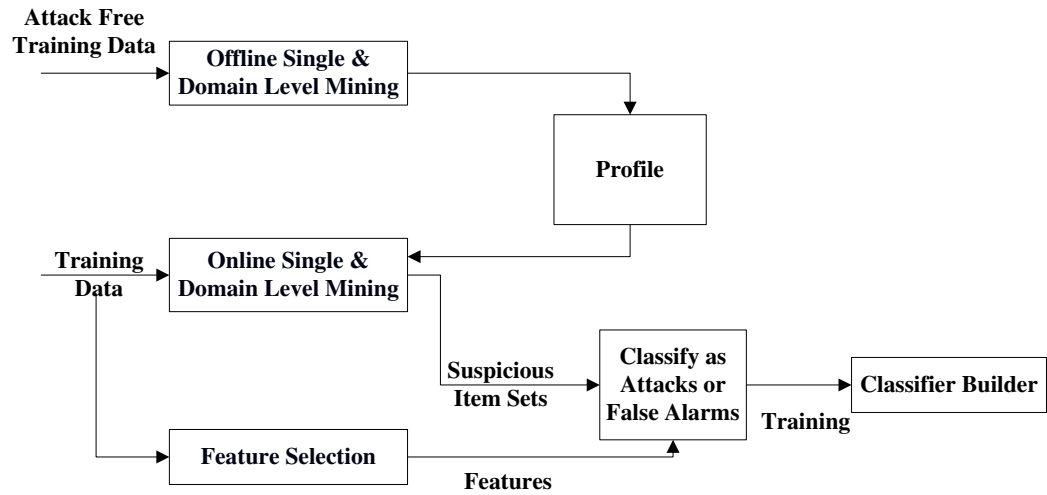 Attack Free
Training Data
Offline Single &
Domain Level Mining
Profile
Training
Data
Online Single &
Domain Level Mining
Suspicious
Item Sets
Classify as
Attacks or
False Alarms
Training
Classifier Builder
Feature Selection
Features